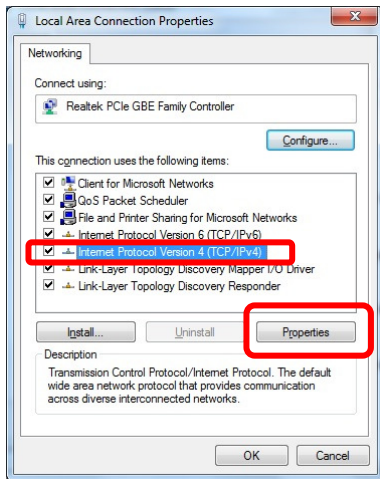 Local Area Connection Properties
Networking
Connect using:
Realtek PCIe GBE Family Controller
Configure...
This connection uses the following items:
Client for Microsoft Networks
QoS Packet Scheduler
File and Printer Sharing for Microsoft Networks
Internet Protocol Version 6 (TCP/IPv6)
Internet Protocol Version 4 (TCP/IPv4)
Link-Layer Topology Discovery Mapper I/O Driver
Link-Layer Topology Discovery Responder
Install... Uninstall Properties
Description
Transmission Control Protocol/Internet Protocol. The default
wide area network protocol that provides communication
across diverse interconnected networks.
OK Cancel